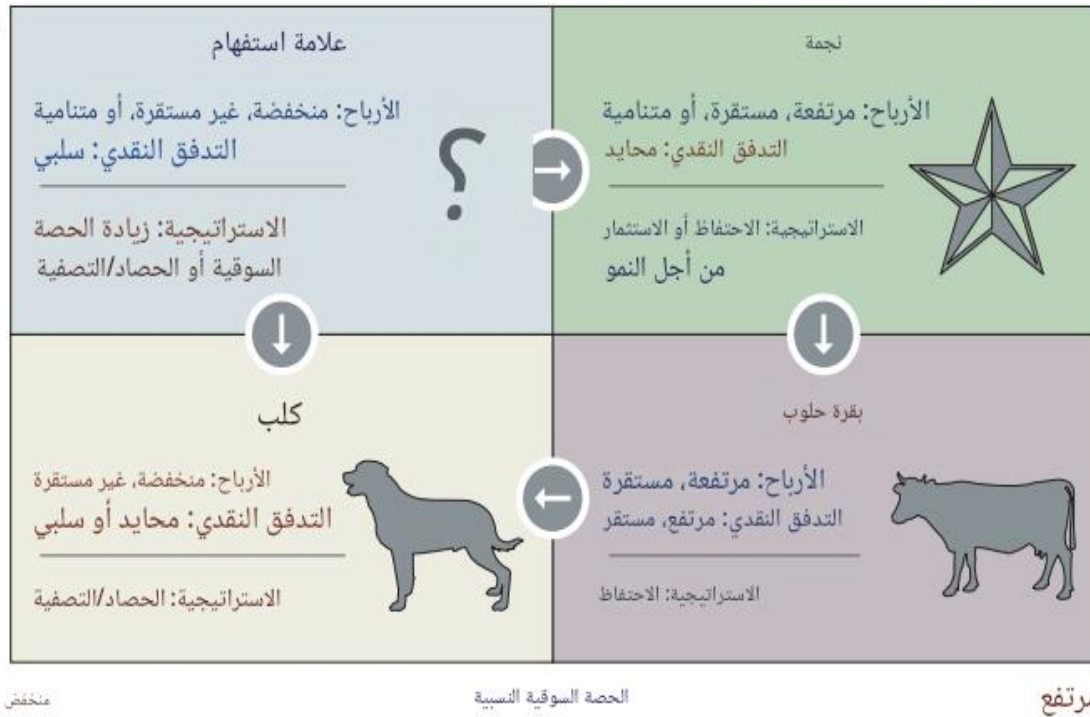 علامة استفهام
الأرباح: منخفضة، غير مستقرة، أو متنامية
التدفق النقدي: سلبي
؟
الاستراتيجية: زيادة الحصة
السوقية أو الحصاد/التصفية
نجمة
الأرباح: مرتفعة، مستقرة، أو متنامية
التدفق النقدي: محايد
الاستراتيجية: الاحتفاظ أو الاستثمار
من أجل النمو
كلب
الأرباح: منخفضة، غير مستقرة
التدفق النقدي: محايد أو سلبي
الاستراتيجية: الحصاد/التصفية
بقرة حلوب
الأرباح: مرتفعة، مستقرة
التدفق النقدي: مرتفع، مستقر
الاستراتيجية: الاحتفاظ
منخفض
الحصة السوقية النسبية
مرتفع